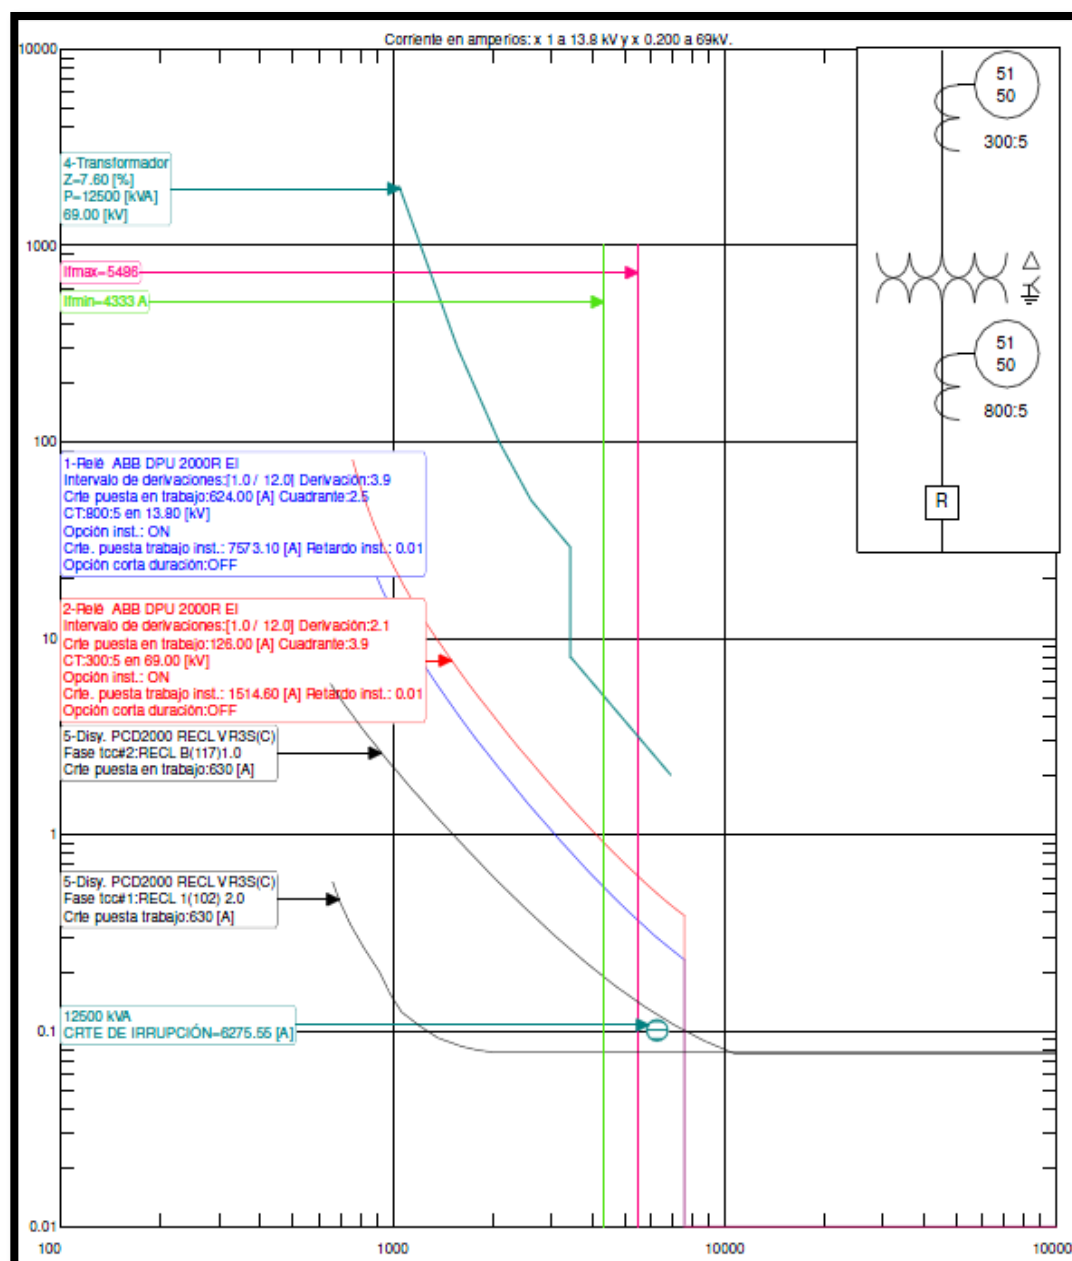 Corriente en amperios: x 1 a 13.8 kV y x 0.200 a 69kV.
10000
51
50
300:5
4-Transformador
Z=7.60 [%]
P=12500 [kVA]
69.00 [kV]
1000
Ifmax=5486
Ifmin=4333 A
51
50
800:5
100
1-Relé ABB DPU 2000R EI
Intervalo de derivaciones:[1.0 / 12.0] Derivación:3.9
Crte puesta en trabajo:624.00 [A] Cuadrante:2.5
CT:800:5 en 13.80 [kV]
Opción inst.: ON
Crte. puesta trabajo inst.: 7573.10 [A] Retardo inst.: 0.01
Opción corta duración:OFF
R
2-Relé ABB DPU 2000R EI
Intervalo de derivaciones:[1.0 / 12.0] Derivación:2.1
Crte puesta en trabajo:126.00 [A] Cuadrante:3.9
CT:300:5 en 69.00 [kV]
Opción inst.: ON
Crte. puesta trabajo inst.: 1514.60 [A] Retardo inst.: 0.01
Opción corta duración:OFF
10
5-Disy. PCD2000 RECL VR3S(C)
Fase tcc#2:RECL B(117)1.0
Crte puesta en trabajo:630 [A]
1
5-Disy. PCD2000 RECL VR3S(C)
Fase tcc#1:RECL 1(102) 2.0
Crte puesta trabajo:630 [A]
12500 kVA
CRTE DE IRRUPCIÓN=6275.55 [A]
0.1
0.01
100
1000
10000
10000